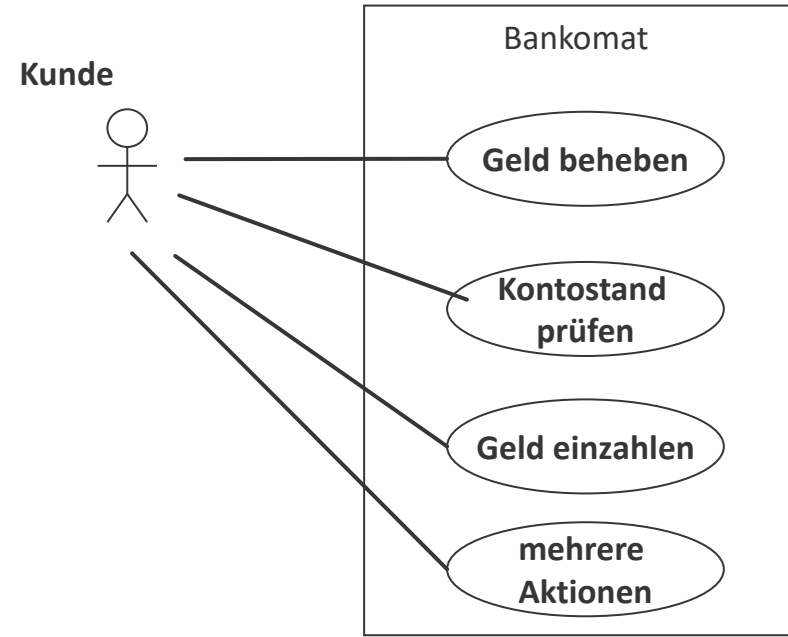 Bankomat
Kunde
Geld beheben
Kontostand
prüfen
Geld einzahlen
mehrere
Aktionen